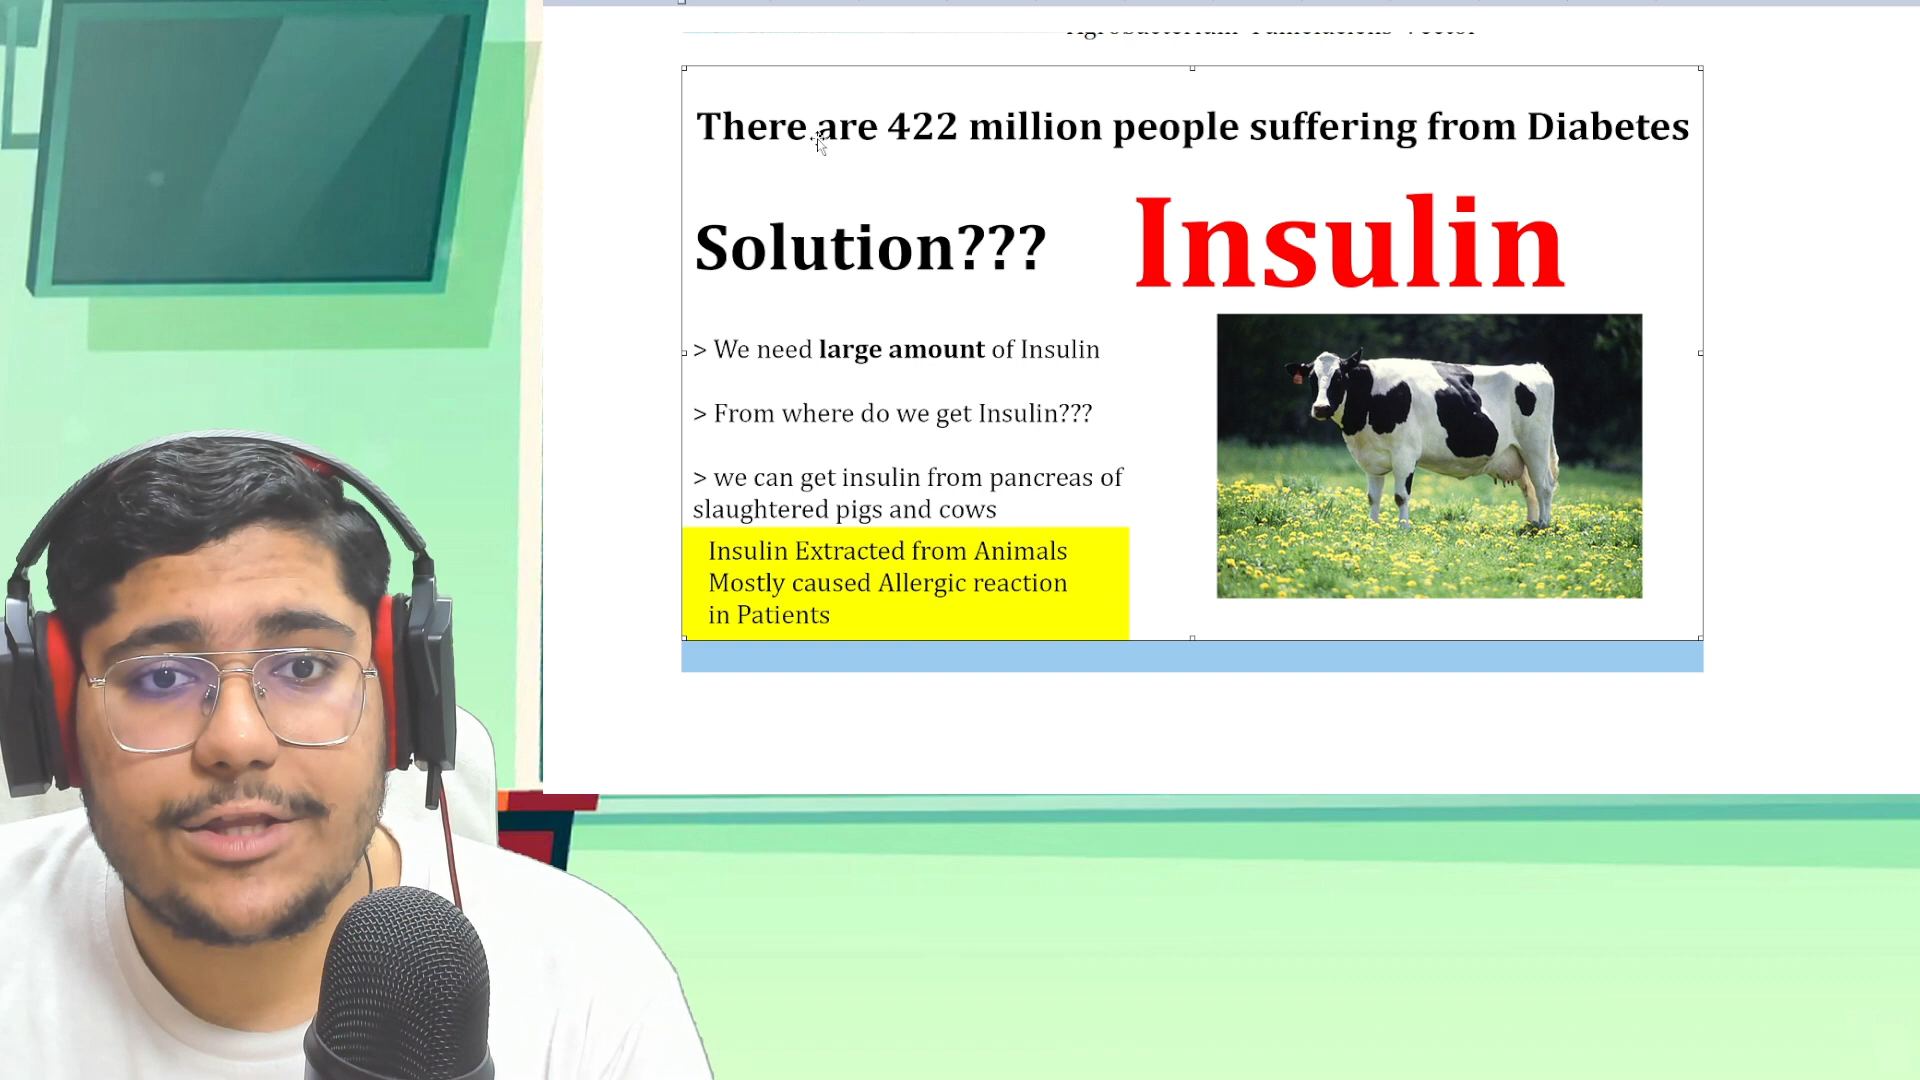 There are 422 million people suffering from Diabetes
Solution???
Insulin
> We need large amount of Insulin
> From where do we get Insulin???
> we can get insulin from pancreas of
slaughtered pigs and cows
Insulin Extracted from Animals
Mostly caused Allergic reaction
in Patients